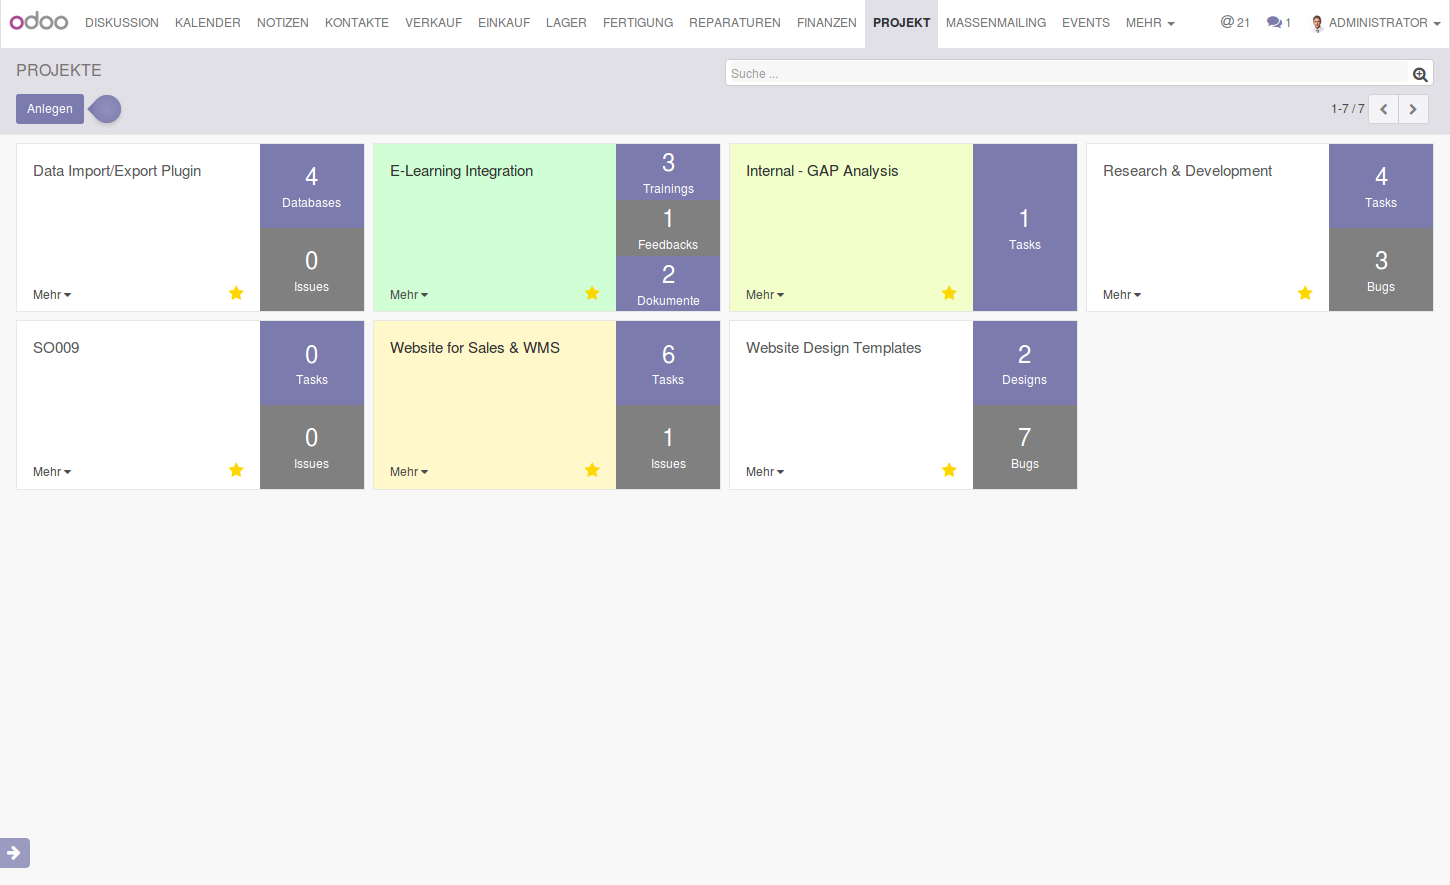 odoo DISKUSSION KALENDER NOTIZEN KONTAKTE VERKAUF EINKAUF LAGER FERTIGUNG REPARATUREN FINANZEN PROJEKT MASSENMAILING EVENTS MEHR @ 21 1 ADMINISTRATOR
PROJEKTE
Suche ...
Anlegen
1-7 / 7
Data Import/Export Plugin
4
Databases
0
Issues
Mehr
E-Learning Integration
3
Trainings
1
Feedbacks
2
Dokumente
Mehr
Internal - GAP Analysis
1
Tasks
Mehr
Research & Development
4
Tasks
3
Bugs
Mehr
SO009
0
Tasks
0
Issues
Mehr
Website for Sales & WMS
6
Tasks
1
Issues
Mehr
Website Design Templates
2
Designs
7
Bugs
Mehr